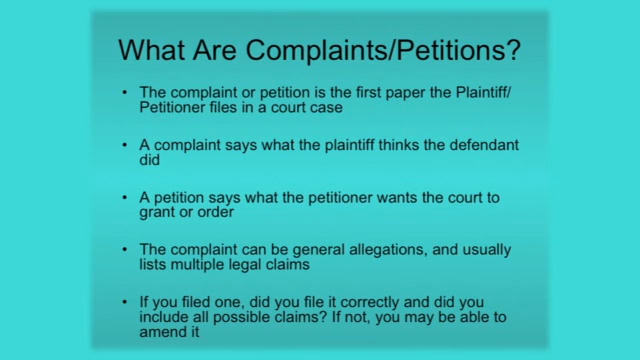 What Are Complaints/Petitions?
• The complaint or petition is the first paper the Plaintiff/
Petitioner files in a court case
• A complaint says what the plaintiff thinks the defendant
did
• A petition says what the petitioner wants the court to
grant or order
• The complaint can be general allegations, and usually
lists multiple legal claims
• If you filed one, did you file it correctly and did you
include all possible claims? If not, you may be able to
amend it